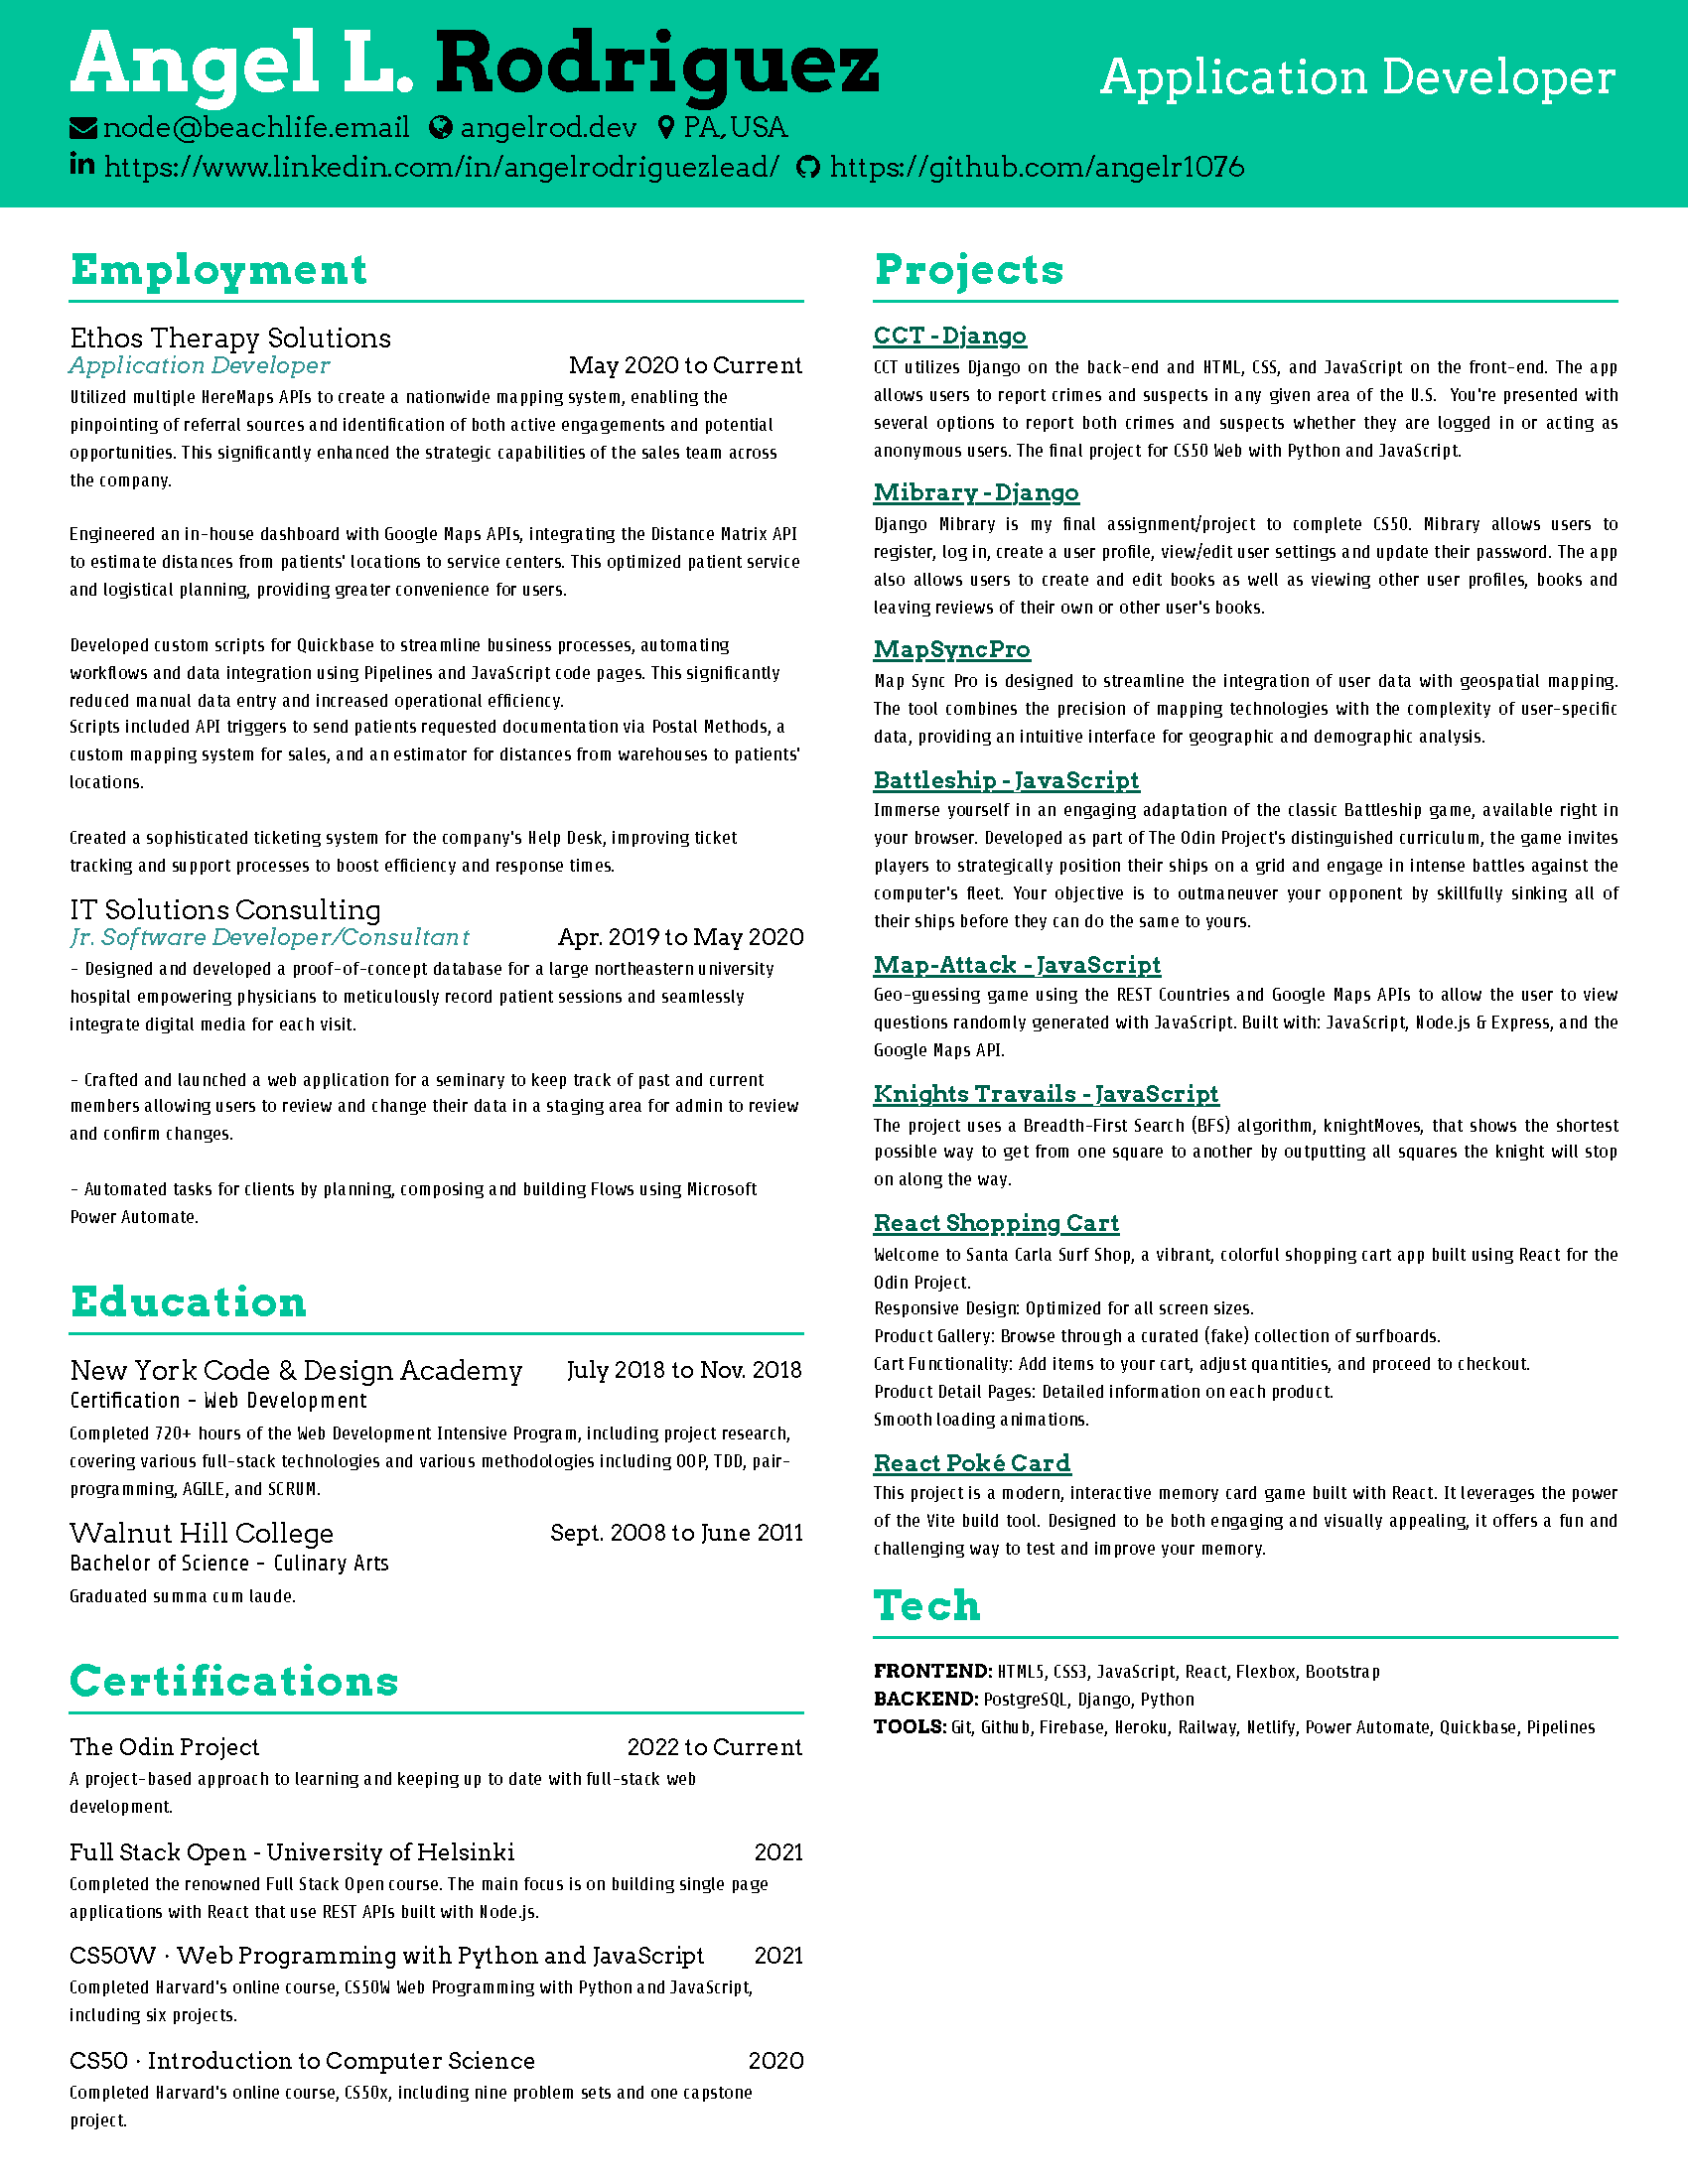 Angel L. Rodriguez
Application Developer
node@beachlife.email angelrod.dev PA, USA
https://www.linkedin.com/in/angelrodriguezlead/ https://github.com/angelr1076
Employment
Ethos Therapy Solutions
Application Developer May 2020 to Current
Utilized multiple HereMaps APIs to create a nationwide mapping system, enabling the
pinpointing of referral sources and identification of both active engagements and potential
opportunities. This significantly enhanced the strategic capabilities of the sales team across
the company.
Engineered an in-house dashboard with Google Maps APIs, integrating the Distance Matrix API
to estimate distances from patients' locations to service centers. This optimized patient service
and logistical planning, providing greater convenience for users.
Developed custom scripts for Quickbase to streamline business processes, automating
workflows and data integration using Pipelines and JavaScript code pages. This significantly
reduced manual data entry and increased operational efficiency.
Scripts included API triggers to send patients requested documentation via Postal Methods, a
custom mapping system for sales, and an estimator for distances from warehouses to patients'
locations.
Created a sophisticated ticketing system for the company's Help Desk, improving ticket
tracking and support processes to boost efficiency and response times.
IT Solutions Consulting
Jr. Software Developer/Consultant Apr. 2019 to May 2020
- Designed and developed a proof-of-concept database for a large northeastern university
hospital empowering physicians to meticulously record patient sessions and seamlessly
integrate digital media for each visit.
- Crafted and launched a web application for a seminary to keep track of past and current
members allowing users to review and change their data in a staging area for admin to review
and confirm changes.
- Automated tasks for clients by planning, composing and building Flows using Microsoft
Power Automate.
Education
New York Code & Design Academy July 2018 to Nov. 2018
Certification - Web Development
Completed 720+ hours of the Web Development Intensive Program, including project research,
covering various full-stack technologies and various methodologies including OOP, TDD, pair-
programming, AGILE, and SCRUM.
Walnut Hill College Sept. 2008 to June 2011
Bachelor of Science - Culinary Arts
Graduated summa cum laude.
Certifications
The Odin Project 2022 to Current
A project-based approach to learning and keeping up to date with full-stack web
development.
Full Stack Open - University of Helsinki 2021
Completed the renowned Full Stack Open course. The main focus is on building single page
applications with React that use REST APIs built with Node.js.
CS50W · Web Programming with Python and JavaScript 2021
Completed Harvard's online course, CS50W Web Programming with Python and JavaScript,
including six projects.
CS50 · Introduction to Computer Science 2020
Completed Harvard's online course, CS50x, including nine problem sets and one capstone
project.
Projects
CCT - Django
CCT utilizes Django on the back-end and HTML, CSS, and JavaScript on the front-end. The app
allows users to report crimes and suspects in any given area of the U.S. You're presented with
several options to report both crimes and suspects whether they are logged in or acting as
anonymous users. The final project for CS50 Web with Python and JavaScript.
Mibrary - Django
Django Mibrary is my final assignment/project to complete CS50. Mibrary allows users to
register, log in, create a user profile, view/edit user settings and update their password. The app
also allows users to create and edit books as well as viewing other user profiles, books and
leaving reviews of their own or other user's books.
MapSyncPro
Map Sync Pro is designed to streamline the integration of user data with geospatial mapping.
The tool combines the precision of mapping technologies with the complexity of user-specific
data, providing an intuitive interface for geographic and demographic analysis.
Battleship - JavaScript
Immerse yourself in an engaging adaptation of the classic Battleship game, available right in
your browser. Developed as part of The Odin Project's distinguished curriculum, the game invites
players to strategically position their ships on a grid and engage in intense battles against the
computer's fleet. Your objective is to outmaneuver your opponent by skillfully sinking all of
their ships before they can do the same to yours.
Map-Attack - JavaScript
Geo-guessing game using the REST Countries and Google Maps APIs to allow the user to view
questions randomly generated with JavaScript. Built with: JavaScript, Node.js & Express, and the
Google Maps API.
Knights Travails - JavaScript
The project uses a Breadth-First Search (BFS) algorithm, knightMoves, that shows the shortest
possible way to get from one square to another by outputting all squares the knight will stop
on along the way.
React Shopping Cart
Welcome to Santa Carla Surf Shop, a vibrant, colorful shopping cart app built using React for the
Odin Project.
Responsive Design: Optimized for all screen sizes.
Product Gallery: Browse through a curated (fake) collection of surfboards.
Cart Functionality: Add items to your cart, adjust quantities, and proceed to checkout.
Product Detail Pages: Detailed information on each product.
Smooth loading animations.
React Poké Card
This project is a modern, interactive memory card game built with React. It leverages the power
of the Vite build tool. Designed to be both engaging and visually appealing, it offers a fun and
challenging way to test and improve your memory.
Tech
FRONTEND: HTML5, CSS3, JavaScript, React, Flexbox, Bootstrap
BACKEND: PostgreSQL, Django, Python
TOOLS: Git, Github, Firebase, Heroku, Railway, Netlify, Power Automate, Quickbase, Pipelines